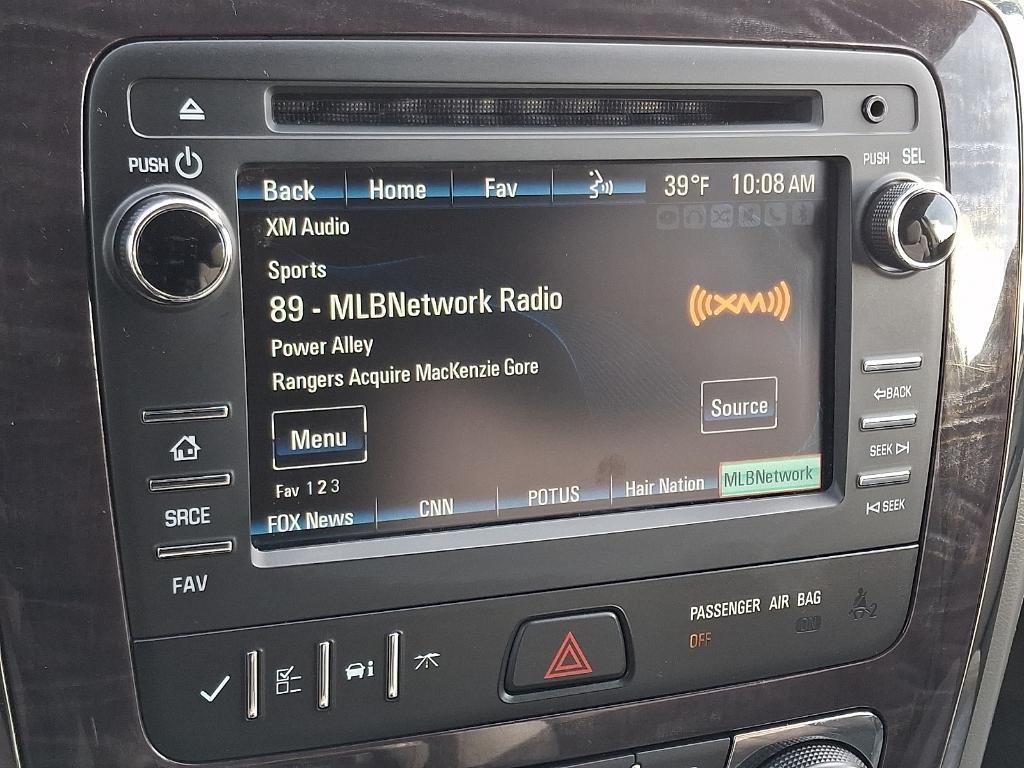 PUSH
PUSH SEL
Back Home Fav 39°F 10:08 AM
XM Audio
Sports
89 - MLBNetwork Radio
((XM))
Power Alley
Rangers Acquire MacKenzie Gore
Menu
Source
Fav 1 2 3
FOX News CNN POTUS Hair Nation MLBNetwork
SRCE
FAV
BACK
SEEK
SEEK
PASSENGER AIR BAG
OFF ON
2